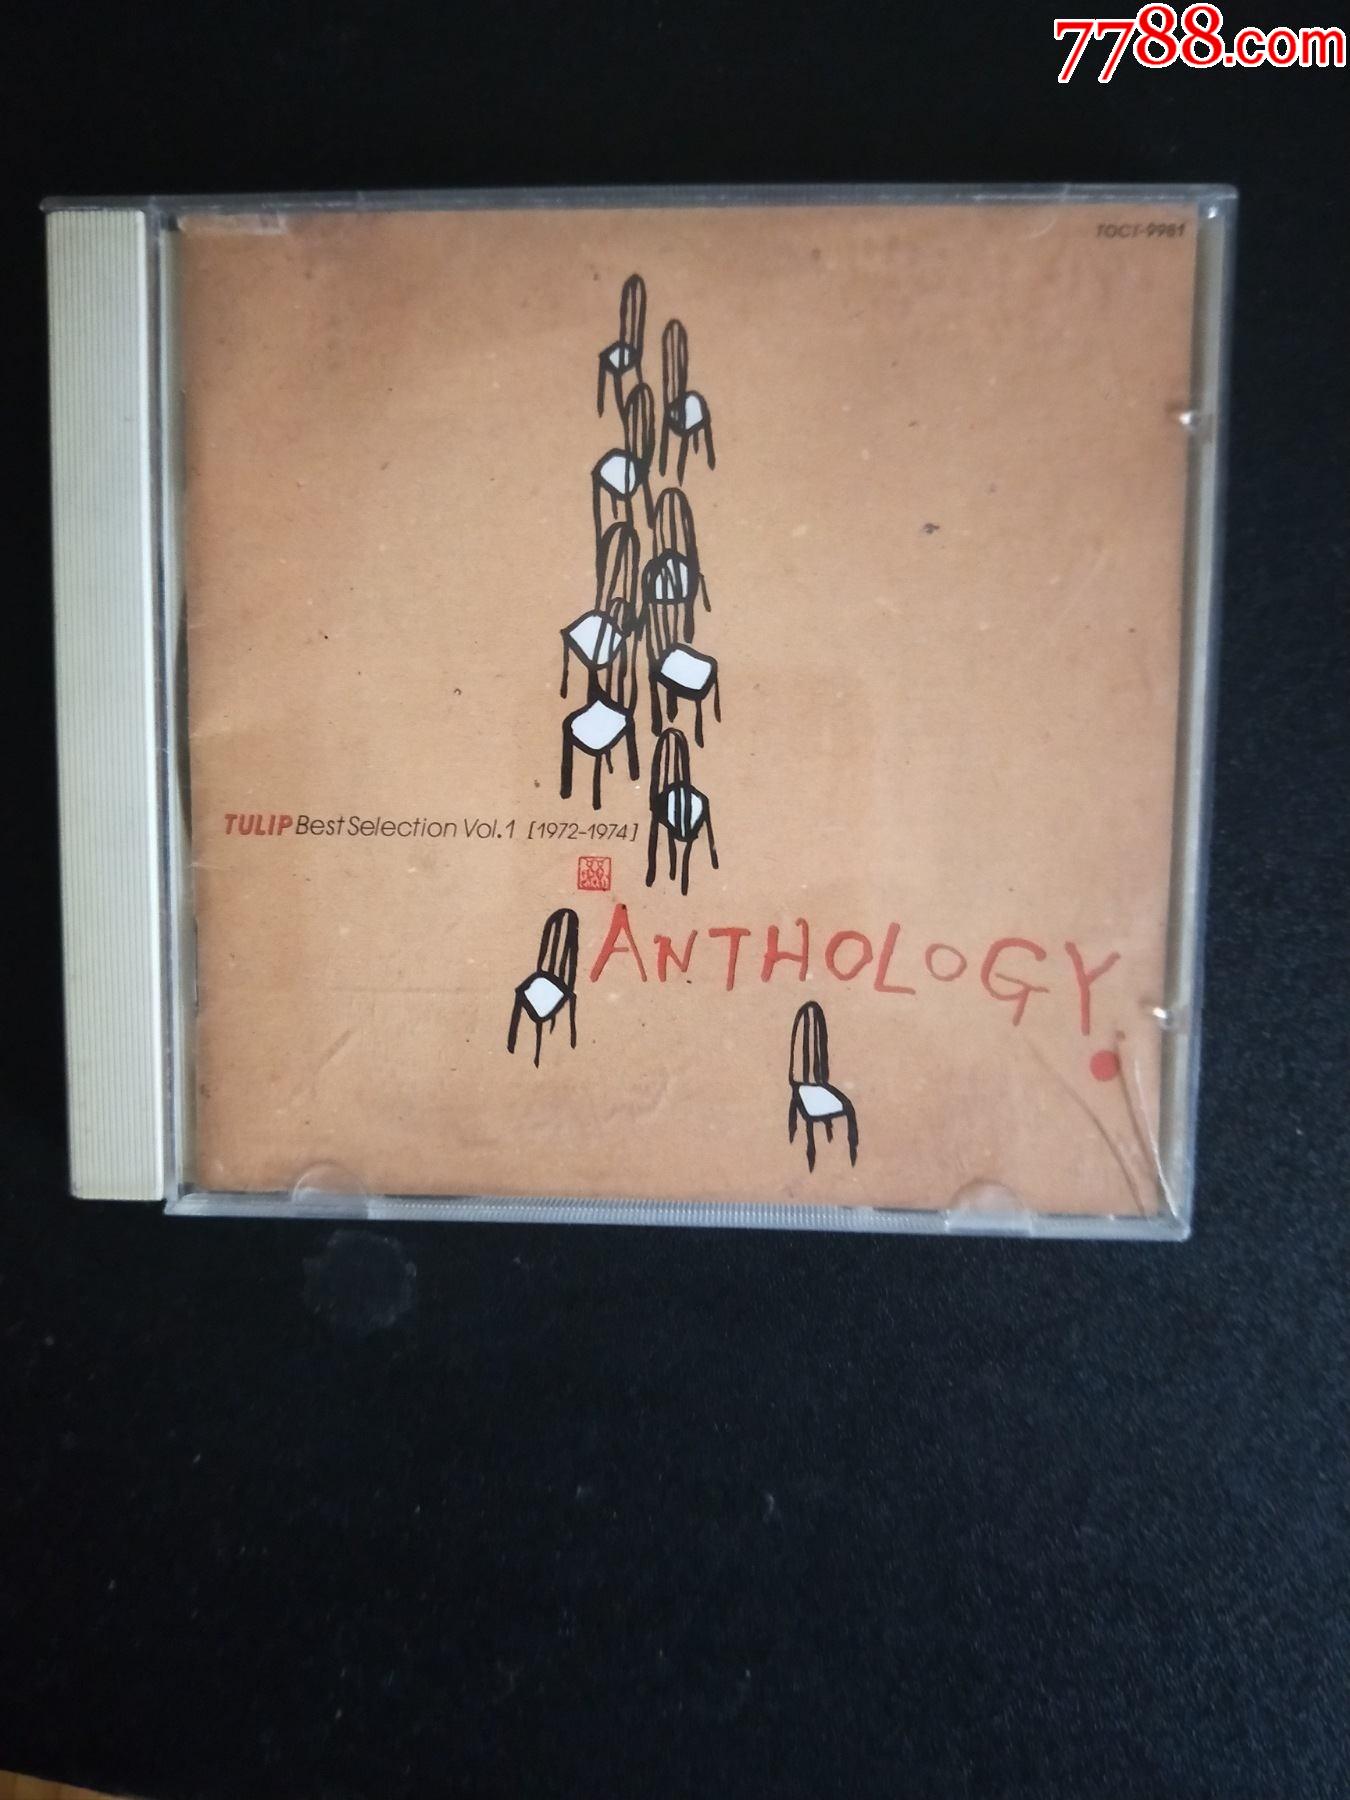 7788.com
TOCT-9981
TULIP Best Selection Vol.1 [1972-1974]
ANTHOLOGY.